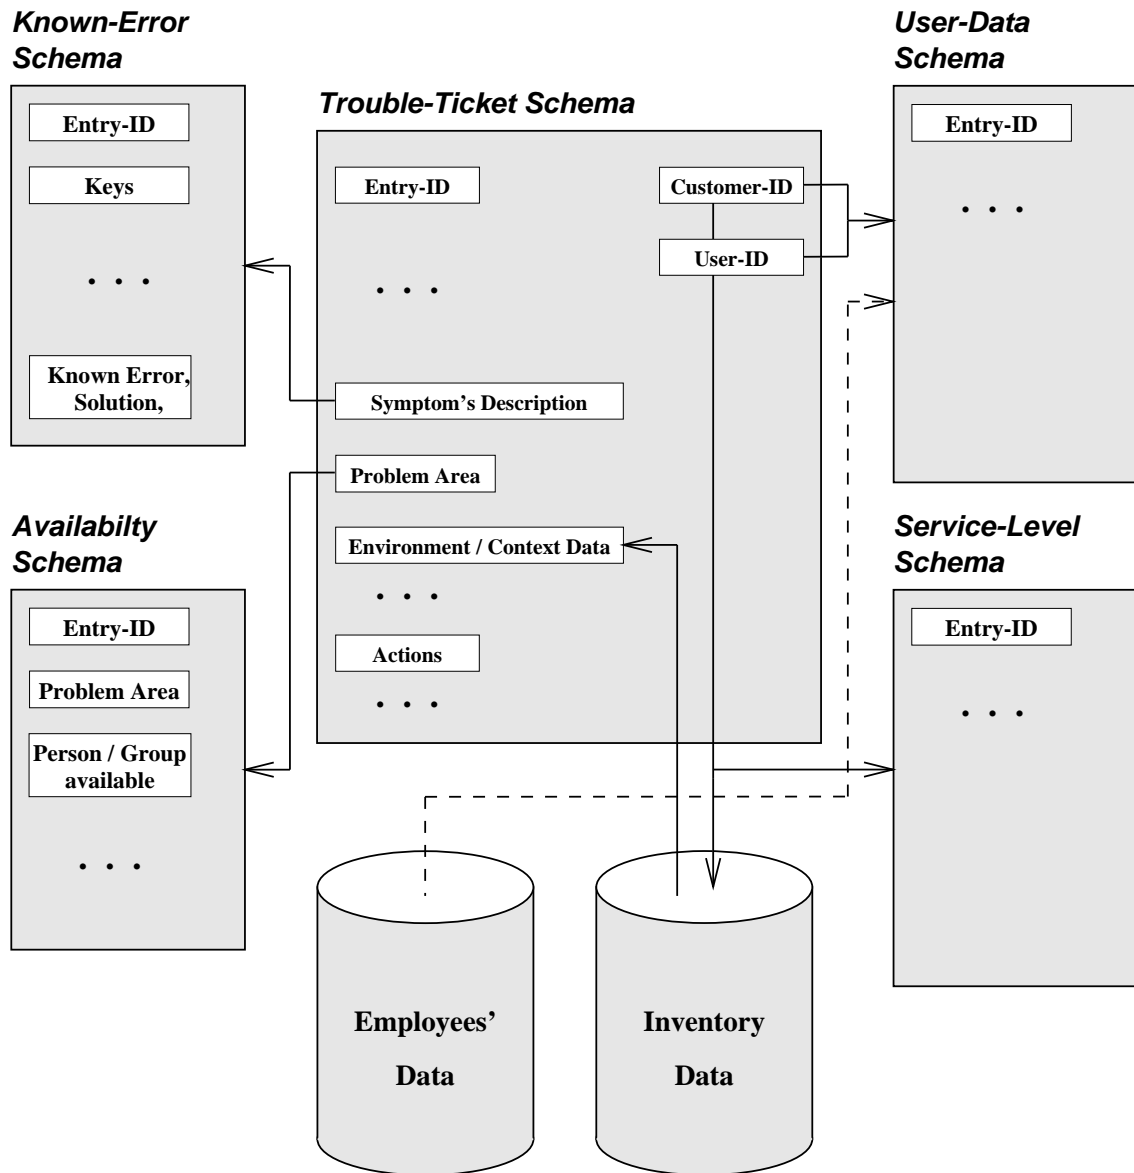 Known-Error
Schema
Entry-ID
Keys
. . .
Known Error,
Solution,
Trouble-Ticket Schema
Entry-ID
Customer-ID
User-ID
. . .
Symptom's Description
Problem Area
Environment / Context Data
. . .
Actions
. . .
User-Data
Schema
Entry-ID
. . .
Availabilty
Schema
Entry-ID
Problem Area
Person / Group
available
. . .
Service-Level
Schema
Entry-ID
. . .
Employees'
Data
Inventory
Data